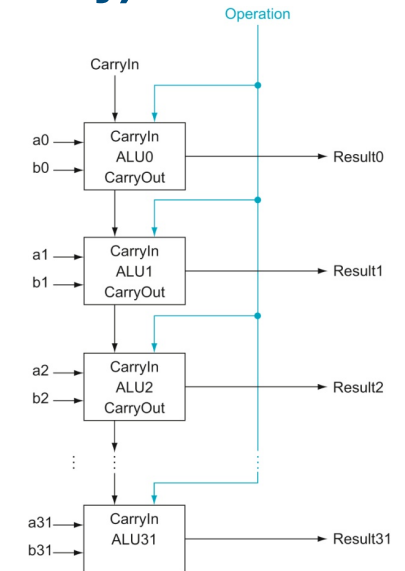 Operation
CarryIn
a0
b0
CarryIn
ALU0
CarryOut
Result0
a1
b1
CarryIn
ALU1
CarryOut
Result1
a2
b2
CarryIn
ALU2
CarryOut
Result2
a31
b31
CarryIn
ALU31
Result31